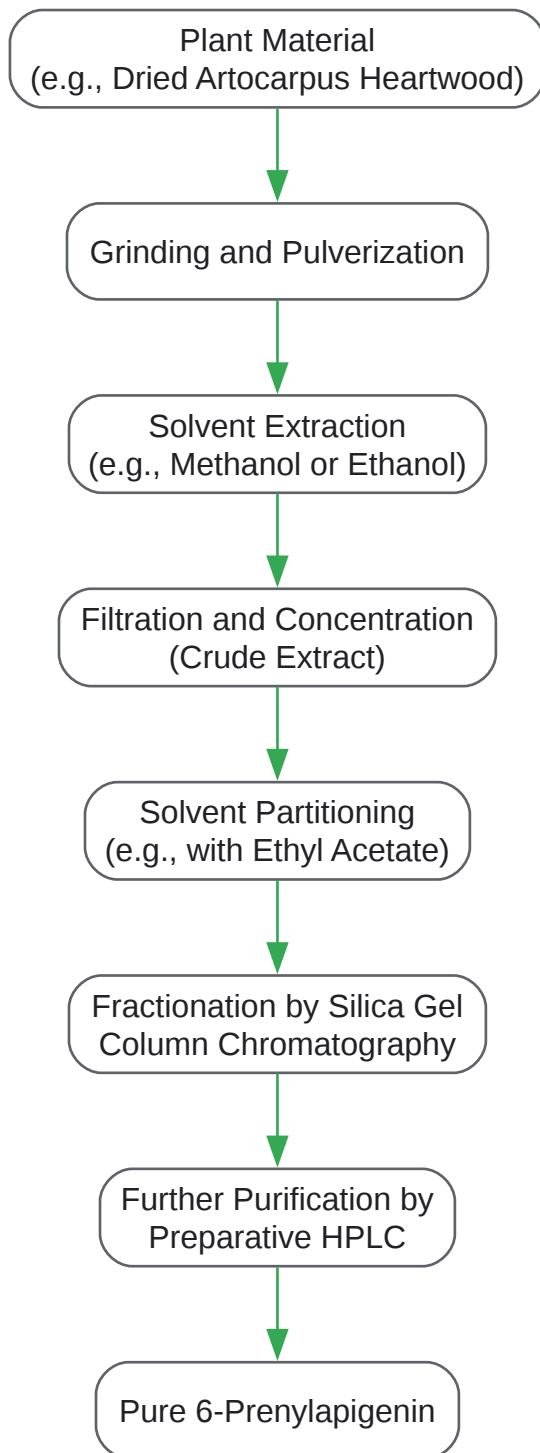 Plant Material
(e.g., Dried Artocarpus Heartwood)
Grinding and Pulverization
Solvent Extraction
(e.g., Methanol or Ethanol)
Filtration and Concentration
(Crude Extract)
Solvent Partitioning
(e.g., with Ethyl Acetate)
Fractionation by Silica Gel
Column Chromatography
Further Purification by
Preparative HPLC
Pure 6-Prenylapigenin